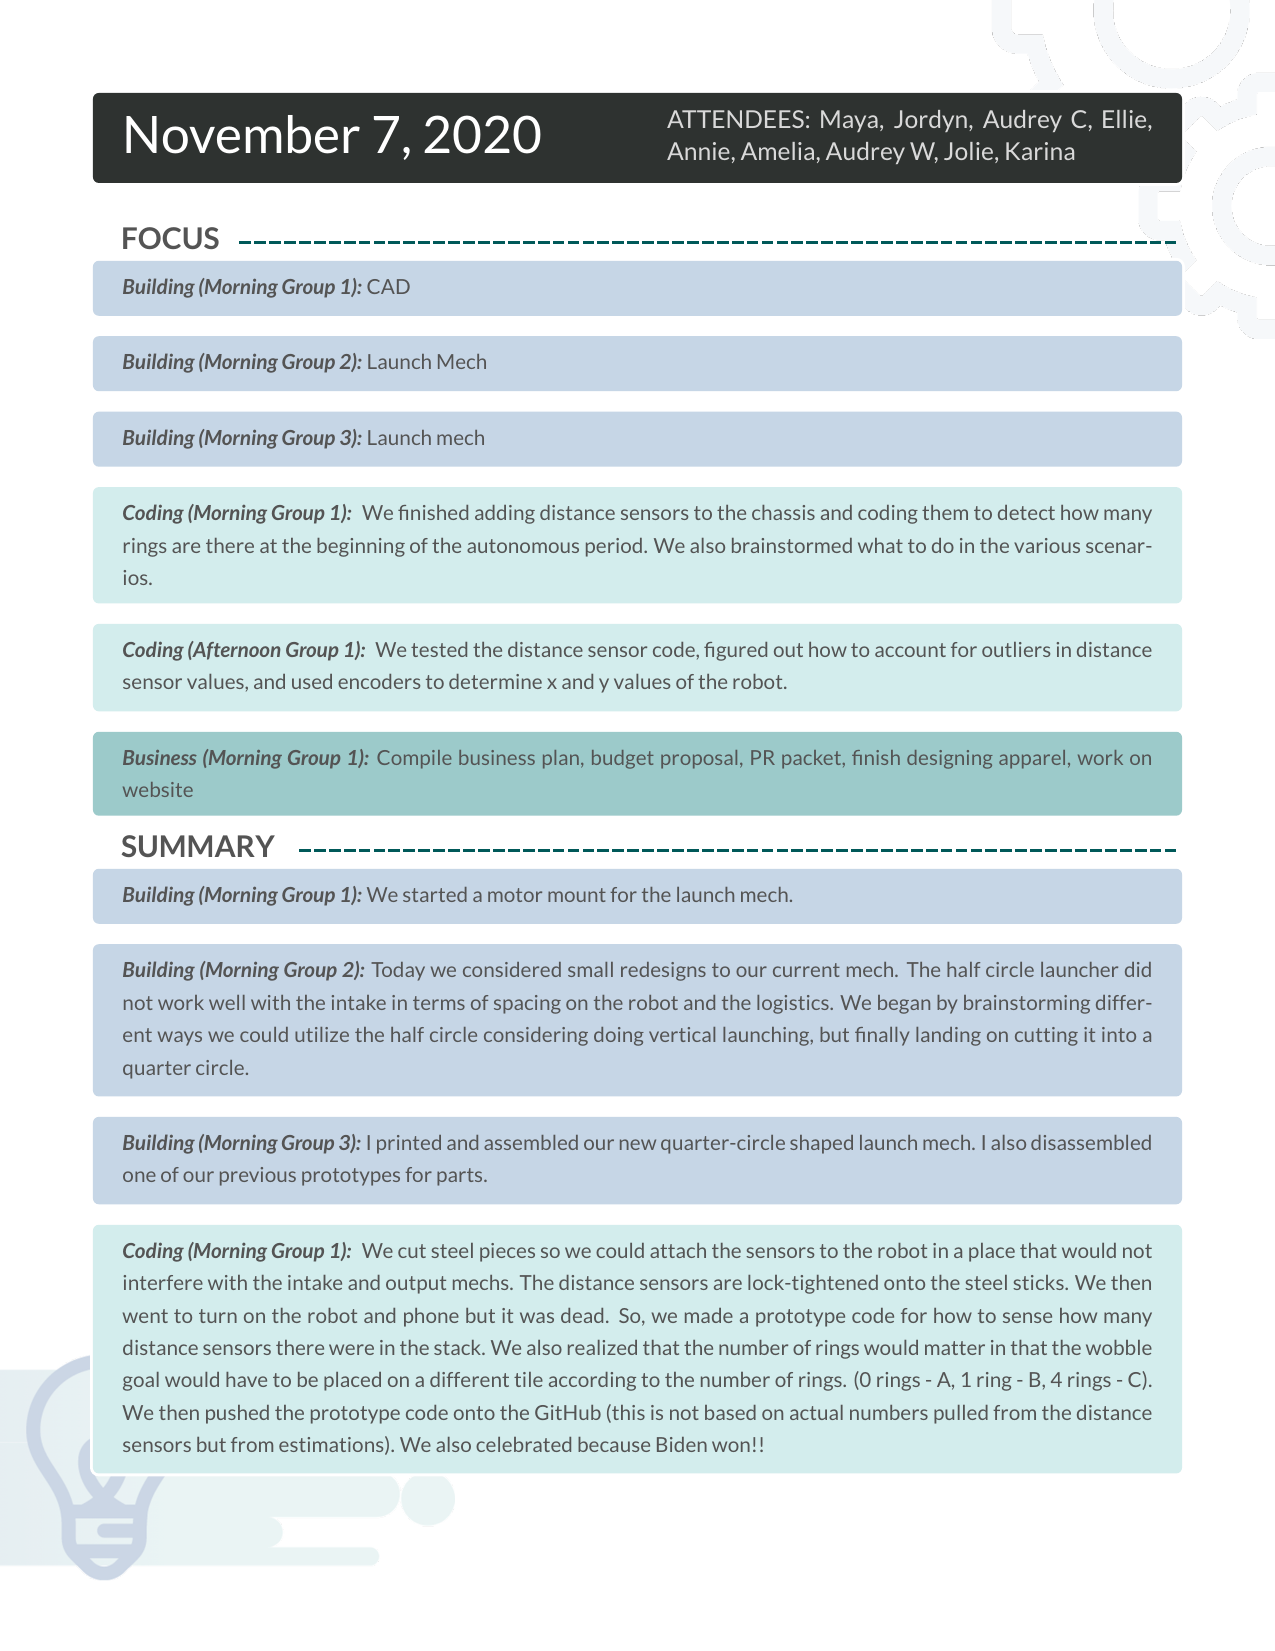 November 7, 2020
ATTENDEES: Maya, Jordyn, Audrey C, Ellie,
Annie, Amelia, Audrey W, Jolie, Karina
FOCUS
Building (Morning Group 1): CAD
Building (Morning Group 2): Launch Mech
Building (Morning Group 3): Launch mech
Coding (Morning Group 1): We finished adding distance sensors to the chassis and coding them to detect how many
rings are there at the beginning of the autonomous period. We also brainstormed what to do in the various scenar-
ios.
Coding (Afternoon Group 1): We tested the distance sensor code, figured out how to account for outliers in distance
sensor values, and used encoders to determine x and y values of the robot.
Business (Morning Group 1): Compile business plan, budget proposal, PR packet, finish designing apparel, work on
website
SUMMARY
Building (Morning Group 1): We started a motor mount for the launch mech.
Building (Morning Group 2): Today we considered small redesigns to our current mech. The half circle launcher did
not work well with the intake in terms of spacing on the robot and the logistics. We began by brainstorming differ-
ent ways we could utilize the half circle considering doing vertical launching, but finally landing on cutting it into a
quarter circle.
Building (Morning Group 3): I printed and assembled our new quarter-circle shaped launch mech. I also disassembled
one of our previous prototypes for parts.
Coding (Morning Group 1): We cut steel pieces so we could attach the sensors to the robot in a place that would not
interfere with the intake and output mechs. The distance sensors are lock-tightened onto the steel sticks. We then
went to turn on the robot and phone but it was dead. So, we made a prototype code for how to sense how many
distance sensors there were in the stack. We also realized that the number of rings would matter in that the wobble
goal would have to be placed on a different tile according to the number of rings. (0 rings - A, 1 ring - B, 4 rings - C).
We then pushed the prototype code onto the GitHub (this is not based on actual numbers pulled from the distance
sensors but from estimations). We also celebrated because Biden won!!